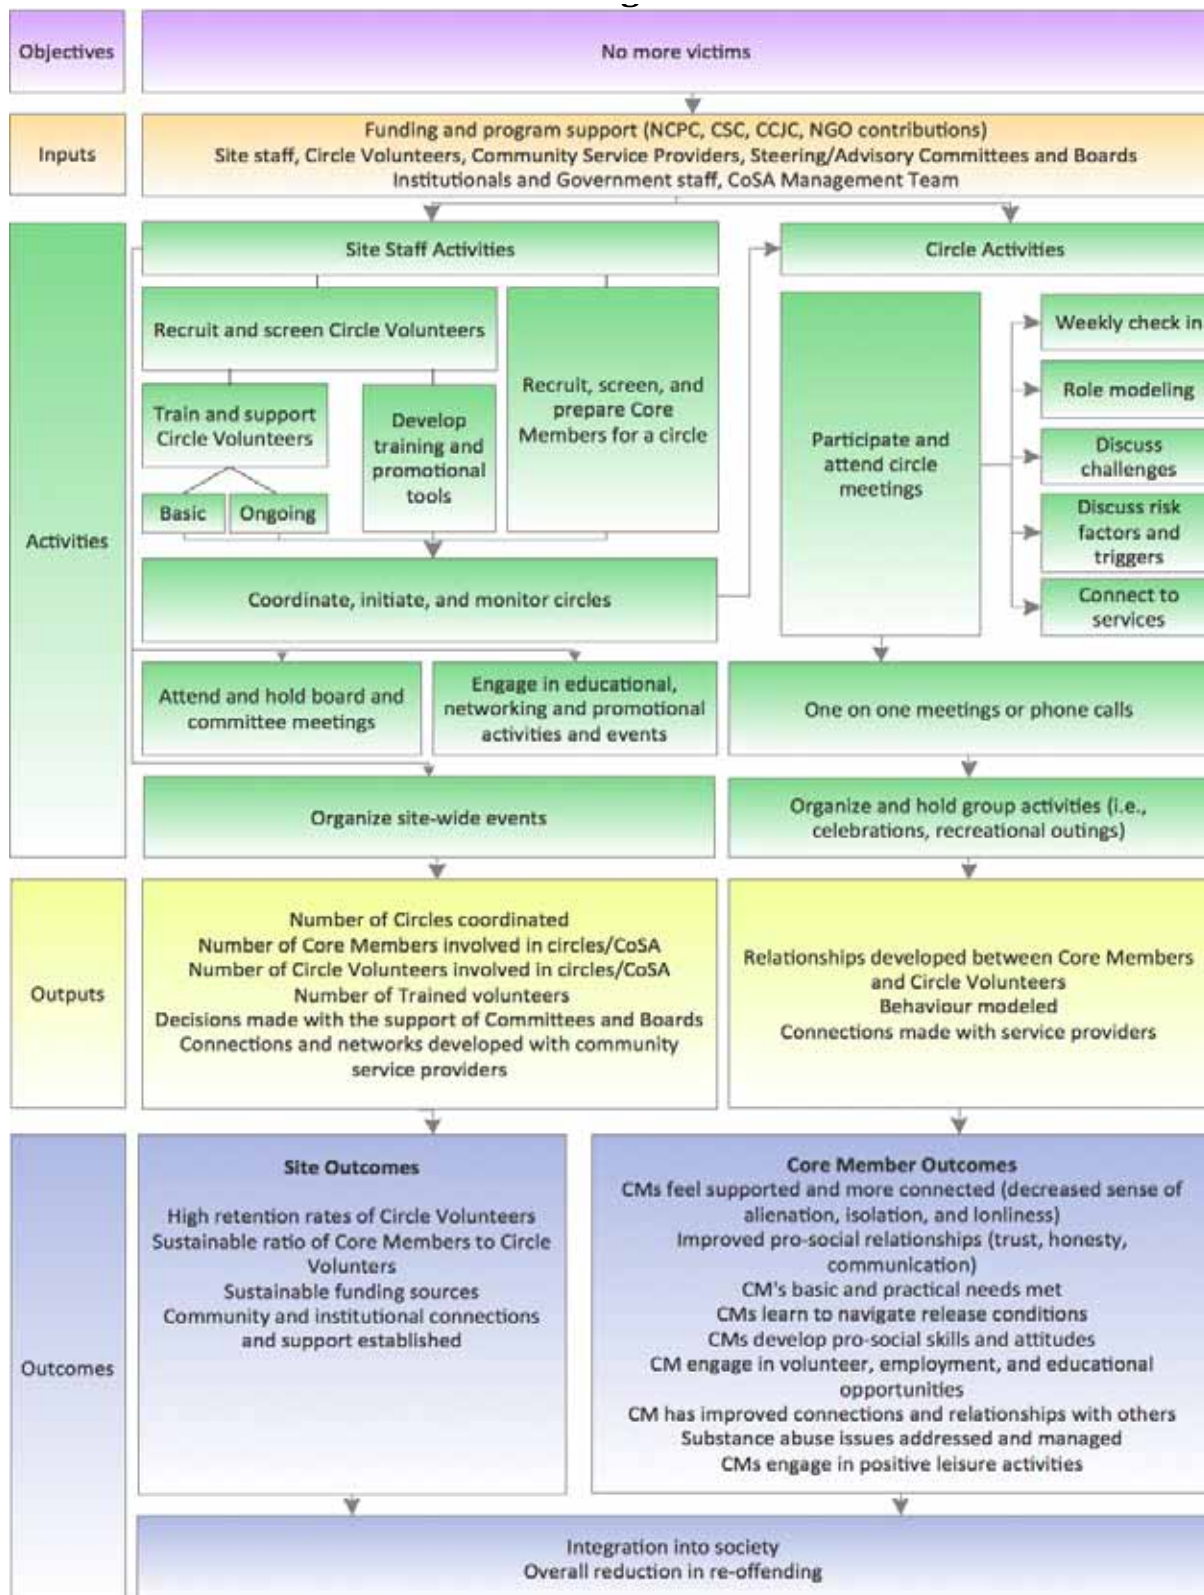 Objectives
No more victims
Inputs
Funding and program support (NCPC, CSC, CCJC, NGO contributions)
Site staff, Circle Volunteers, Community Service Providers, Steering/Advisory Committees and Boards
Institutionals and Government staff, CoSA Management Team
Activities
Site Staff Activities
Recruit and screen Circle Volunteers
Train and support
Circle Volunteers
Basic
Ongoing
Develop
training and
promotional
tools
Recruit, screen, and
prepare Core
Members for a circle
Coordinate, initiate, and monitor circles
Attend and hold board and
committee meetings
Engage in educational,
networking and promotional
activities and events
Organize site-wide events
Circle Activities
Participate and
attend circle
meetings
Weekly check in
Role modeling
Discuss
challenges
Discuss risk
factors and
triggers
Connect to
services
One on one meetings or phone calls
Organize and hold group activities (i.e.,
celebrations, recreational outings)
Outputs
Number of Circles coordinated
Number of Core Members involved in circles/CoSA
Number of Circle Volunteers involved in circles/CoSA
Number of Trained volunteers
Decisions made with the support of Committees and Boards
Connections and networks developed with community
service providers
Relationships developed between Core Members
and Circle Volunteers
Behaviour modeled
Connections made with service providers
Outcomes
Site Outcomes
High retention rates of Circle Volunteers
Sustainable ratio of Core Members to Circle
Volunters
Sustainable funding sources
Community and institutional connections
and support established
Core Member Outcomes
CMs feel supported and more connected (decreased sense of
alienation, isolation, and lonliness)
Improved pro-social relationships (trust, honesty,
communication)
CM's basic and practical needs met
CMs learn to navigate release conditions
CMs develop pro-social skills and attitudes
CM engage in volunteer, employment, and educational
opportunities
CM has improved connections and relationships with others
Substance abuse issues addressed and managed
CMs engage in positive leisure activities
Integration into society
Overall reduction in re-offending